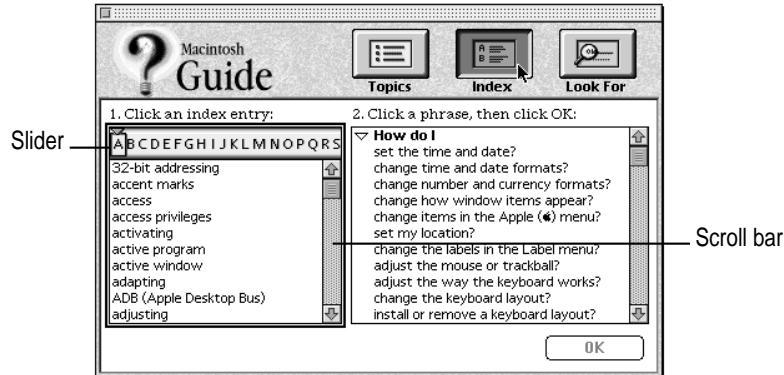 Macintosh
Guide
Topics
Index
Look For
1. Click an index entry:
2. Click a phrase, then click OK:
Slider
A B C D E F G H I J K L M N O P Q R S
32-bit addressing
accent marks
access
access privileges
activating
active program
active window
adapting
ADB (Apple Desktop Bus)
adjusting
How do I
set the time and date?
change time and date formats?
change number and currency formats?
change how window items appear?
change items in the Apple () menu?
set my location?
change the labels in the Label menu?
adjust the mouse or trackball?
adjust the way the keyboard works?
change the keyboard layout?
install or remove a keyboard layout?
Scroll bar
OK